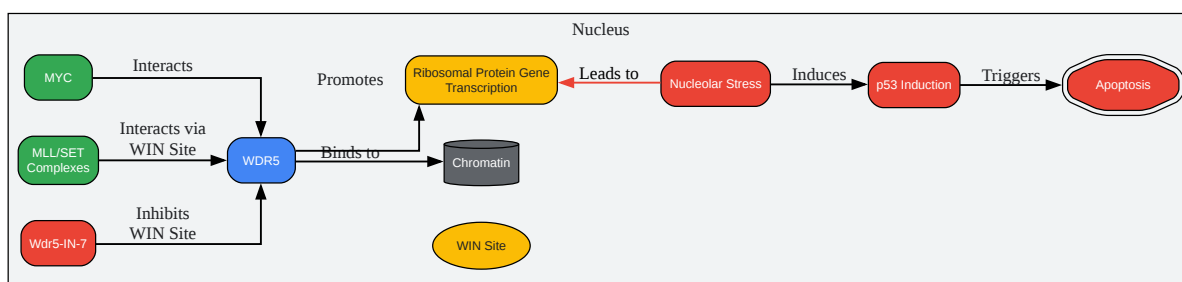 Nucleus
MYC
Interacts
Promotes
Ribosomal Protein Gene
Transcription
Leads to
Nucleolar Stress
Induces
p53 Induction
Triggers
Apoptosis
MLL/SET
Complexes
Interacts via
WIN Site
WDR5
Binds to
Chromatin
Wdr5-IN-7
Inhibits
WIN Site
WIN Site